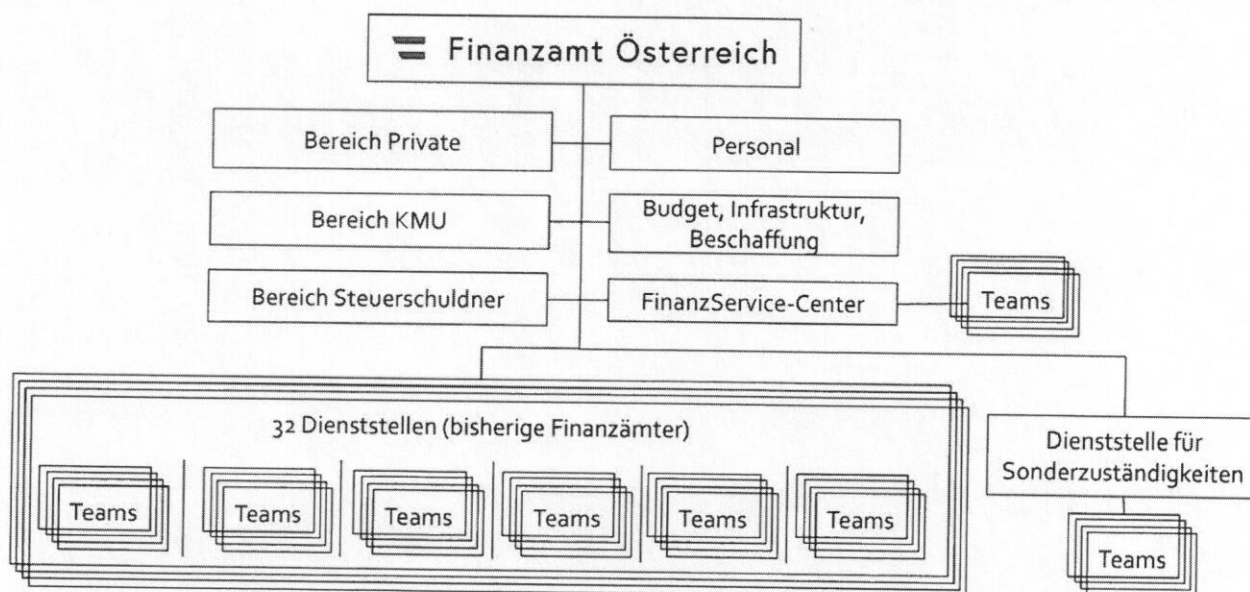 Finanzamt Österreich
Bereich Private
Personal
Bereich KMU
Budget, Infrastruktur,
Beschaffung
Bereich Steuerschuldner
FinanzService-Center
Teams
32 Dienststellen (bisherige Finanzämter)
Teams
Teams
Teams
Teams
Teams
Teams
Dienststelle für
Sonderzuständigkeiten
Teams